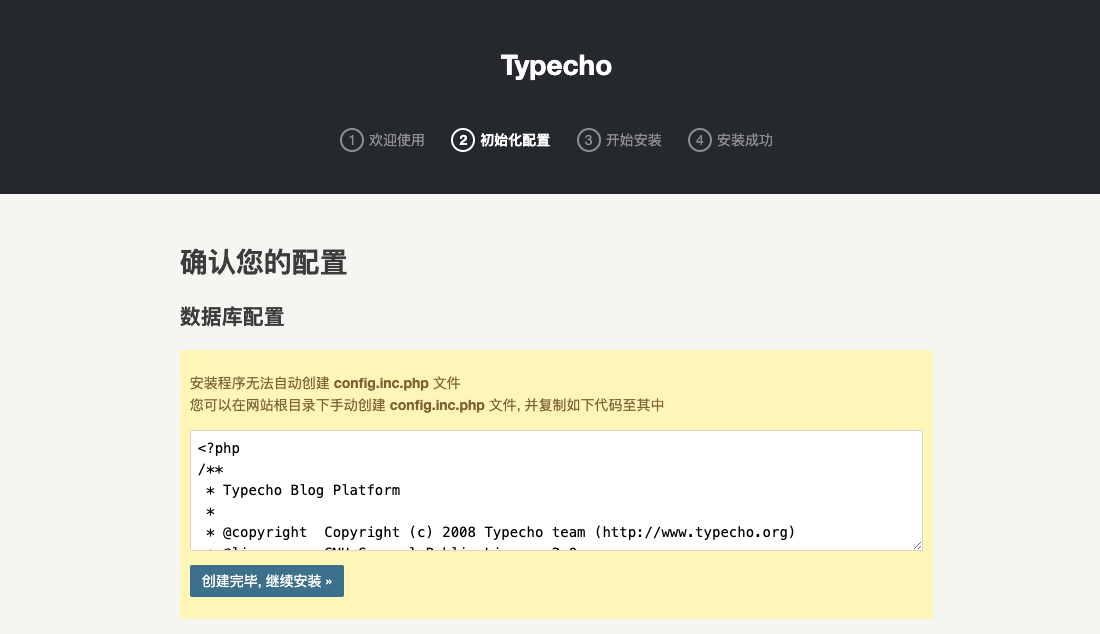 Typecho
1 欢迎使用 2 初始化配置 3 开始安装 4 安装成功
确认您的配置
数据库配置
安装程序无法自动创建 config.inc.php 文件
您可以在网站根目录下手动创建 config.inc.php 文件, 并复制如下代码至其中
<?php
/**
 * Typecho Blog Platform
 *
 * @copyright  Copyright (c) 2008 Typecho team (http://www.typecho.org)
创建完毕, 继续安装 »